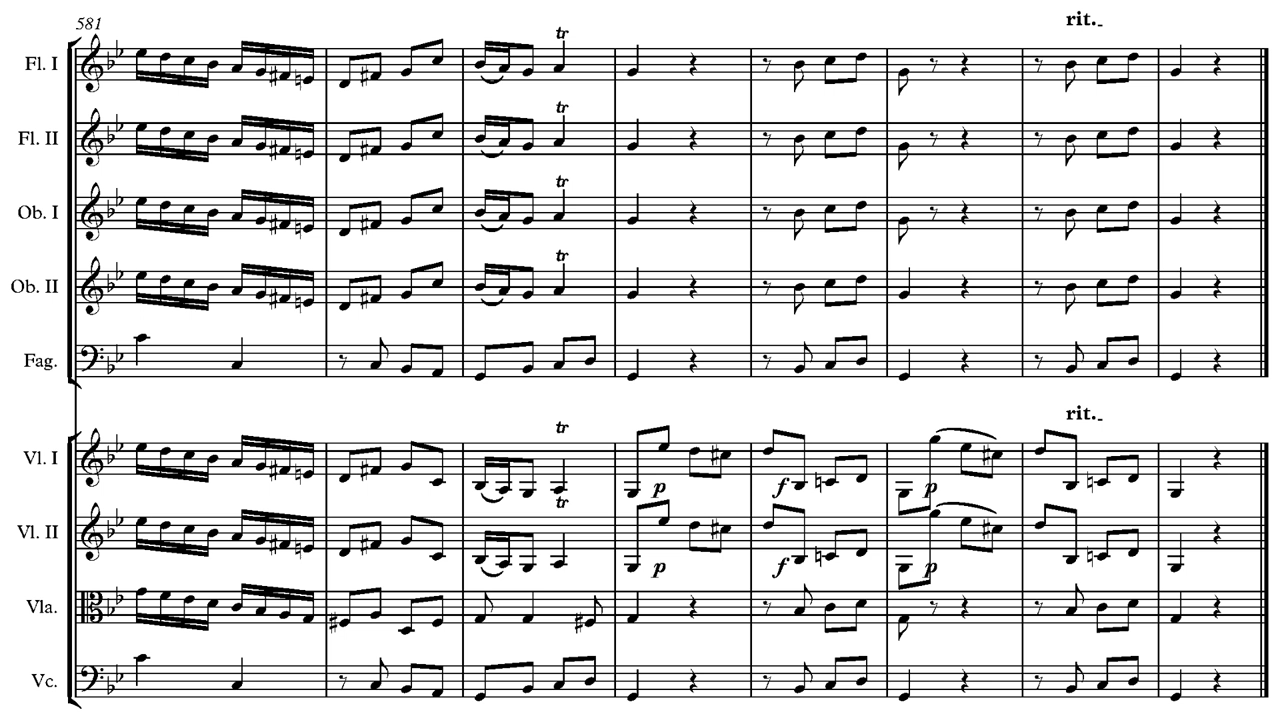 581
rit.
Fl. I
tr
Fl. II
tr
Ob. I
tr
Ob. II
tr
Fag.
rit.
Vl. I
tr
p f p
Vl. II
tr
p f p
Vla.
Vc.